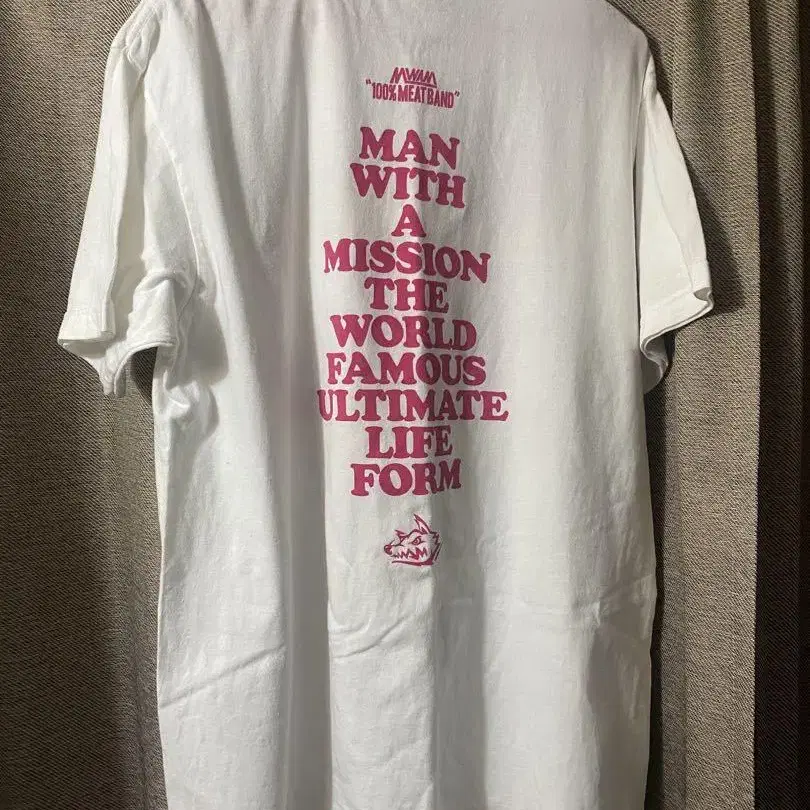 MWAM
"100% MEAT BAND"
MAN
WITH
A
MISSION
THE
WORLD
FAMOUS
ULTIMATE
LIFE
FORM